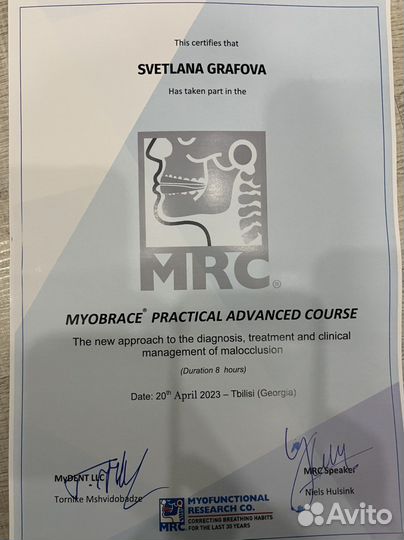 This certifies that
SVETLANA GRAFOVA
Has taken part in the
MRC®
MYOBRACE® PRACTICAL ADVANCED COURSE
The new approach to the diagnosis, treatment and clinical
management of malocclusion
(Duration 8 hours)
Date: 20th April 2023 – Tbilisi (Georgia)
MyDENT LLC
Tornike Mshvidobadze
MRC Speaker
Niels Hulsink
MRC
MYOFUNCTIONAL
RESEARCH CO.
CORRECTING BREATHING HABITS
FOR THE LAST 30 YEARS
Avito